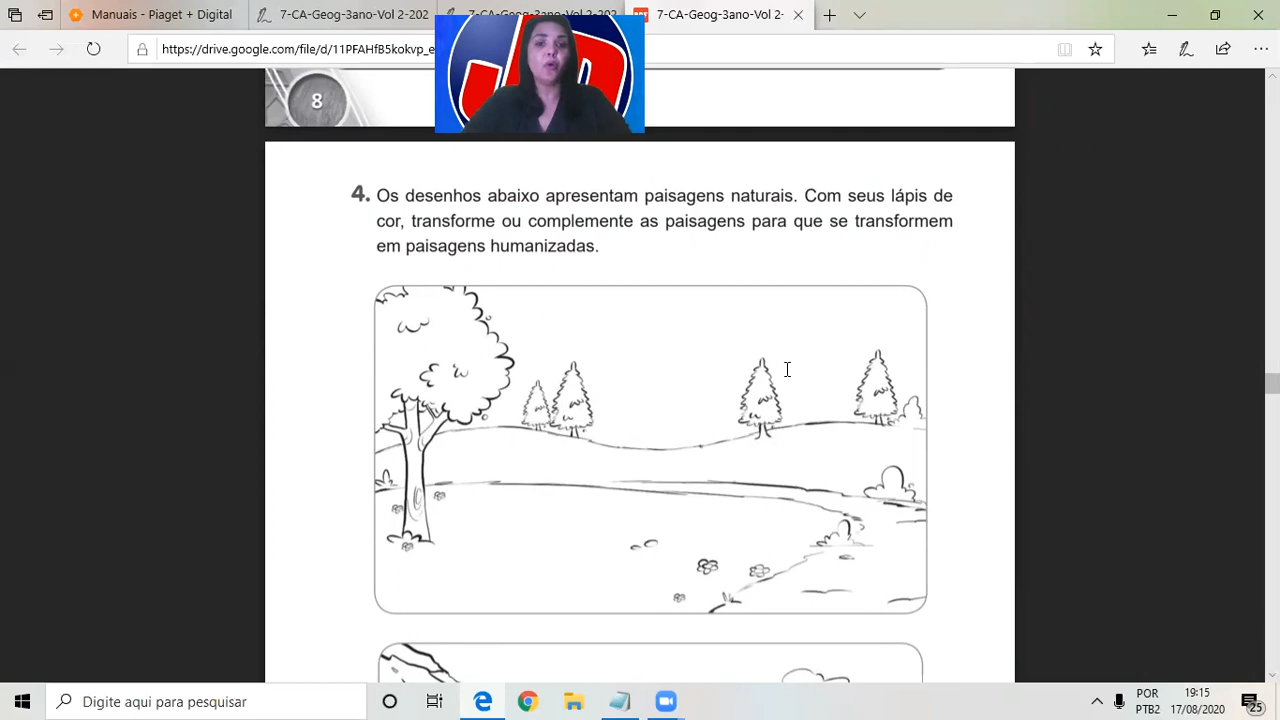 Manuais - Piaget + Digital
7-CA-Geog-3ano-Vol 2-202
7-CA-Geog-3ano-Vol 2-202
7-CA-Geog-3ano-Vol 2-
https://drive.google.com/file/d/11PFAHfB5kokvp_e
JP
8
4. Os desenhos abaixo apresentam paisagens naturais. Com seus lápis de
cor, transforme ou complemente as paisagens para que se transformem
em paisagens humanizadas.
Digite aqui para pesquisar
POR
PTB2
19:15
17/08/2020
25